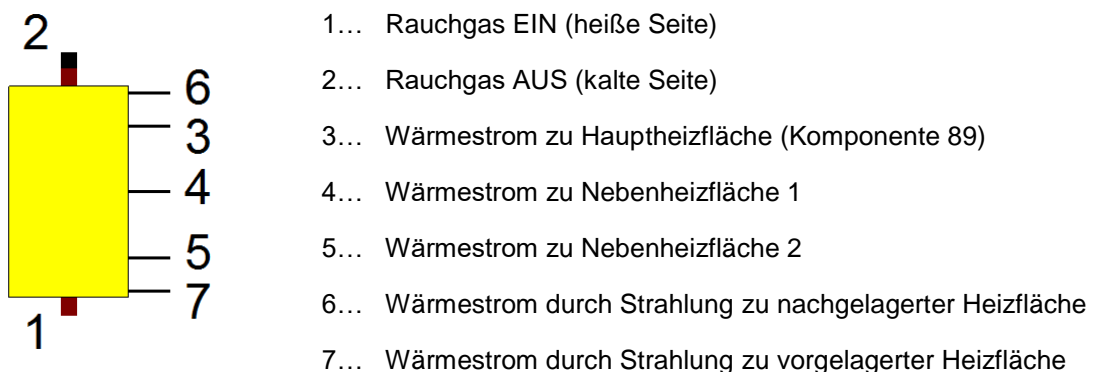 2
6
3
4
5
7
1
1… Rauchgas EIN (heiße Seite)
2… Rauchgas AUS (kalte Seite)
3… Wärmestrom zu Hauptheizfläche (Komponente 89)
4… Wärmestrom zu Nebenheizfläche 1
5… Wärmestrom zu Nebenheizfläche 2
6… Wärmestrom durch Strahlung zu nachgelagerter Heizfläche
7… Wärmestrom durch Strahlung zu vorgelagerter Heizfläche